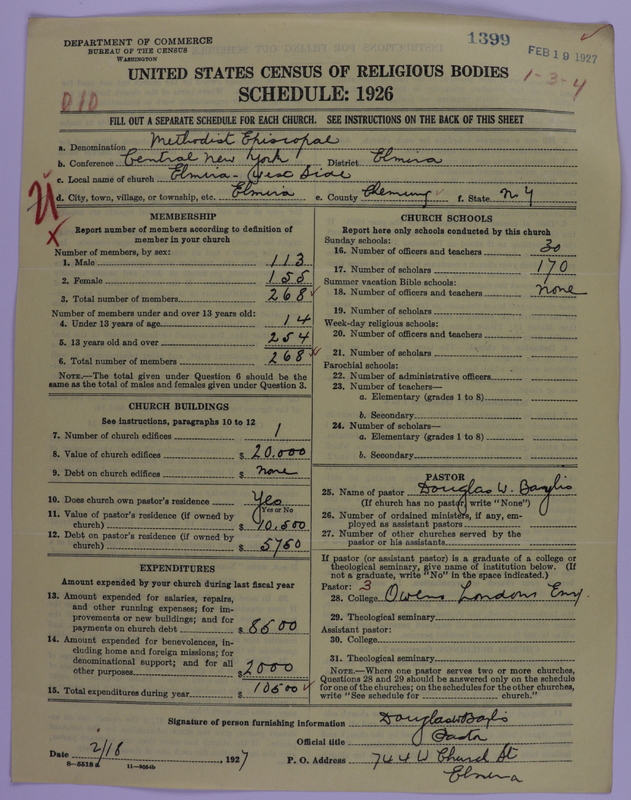 DEPARTMENT OF COMMERCE
BUREAU OF THE CENSUS
WASHINGTON
1399
FEB 19 1927
1-3-4
UNITED STATES CENSUS OF RELIGIOUS BODIES
SCHEDULE: 1926
FILL OUT A SEPARATE SCHEDULE FOR EACH CHURCH. SEE INSTRUCTIONS ON THE BACK OF THIS SHEET
a. Denomination Methodist Episcopal
b. Conference Central New York District Elmira
c. Local name of church Elmira - West Side
d. City, town, village, or township, etc. Elmira e. County Chemung f. State N.Y
MEMBERSHIP
Report number of members according to definition of
member in your church
Number of members, by sex:
1. Male 113
2. Female 155
3. Total number of members 268
Number of members under and over 13 years old:
4. Under 13 years of age 14
5. 13 years old and over 254
6. Total number of members 268
NOTE.—The total given under Question 6 should be
same as the total of males and females given under Question 3.
CHURCH BUILDINGS
See instructions, paragraphs 10 to 12
7. Number of church edifices 1
8. Value of church edifices $ 20.000
9. Debt on church edifices $ None
10. Does church own pastor's residence Yes
Yes or No
11. Value of pastor's residence (if owned by
church) $ 10.500
12. Debt on pastor's residence (if owned by
church) $ 5760
EXPENDITURES
Amount expended by your church during last fiscal year
13. Amount expended for salaries, repairs,
and other running expenses; for im-
provements or new buildings; and for
payments on church debt $ 8500
14. Amount expended for benevolences, in-
cluding home and foreign missions; for
denominational support; and for all
other purposes $ 2000
15. Total expenditures during year $ 10500
CHURCH SCHOOLS
Report here only schools conducted by this church
Sunday schools:
16. Number of officers and teachers 30
17. Number of scholars 170
Summer vacation Bible schools:
18. Number of officers and teachers None
19. Number of scholars
Week-day religious schools:
20. Number of officers and teachers
21. Number of scholars
Parochial schools:
22. Number of administrative officers
23. Number of teachers—
a. Elementary (grades 1 to 8)
b. Secondary
24. Number of scholars—
a. Elementary (grades 1 to 8)
b. Secondary
PASTOR
25. Name of pastor Douglas W.
(If church has no pastor, write "None")
26. Number of ordained ministers, if any, em-
ployed as assistant pastors
27. Number of other churches served by the
pastor or his assistants
If pastor (or assistant pastor) is a graduate of a college or
theological seminary, give name of institution below. (If
not a graduate, write "No" in the space indicated.)
Pastor: 3
28. College Owens London
29. Theological seminary
Assistant pastor:
30. College
31. Theological seminary
NOTE.—Where one pastor serves two or more churches,
Questions 28 and 29 should be answered only on the schedule
for one of the churches; on the schedules for the other churches,
write "See schedule for church."
Signature of person furnishing information Douglas W
Official title Pastor
Date 2/18, 1927 P. O. Address 744 W Church St
Elmira
8-5518 a 11-9054b